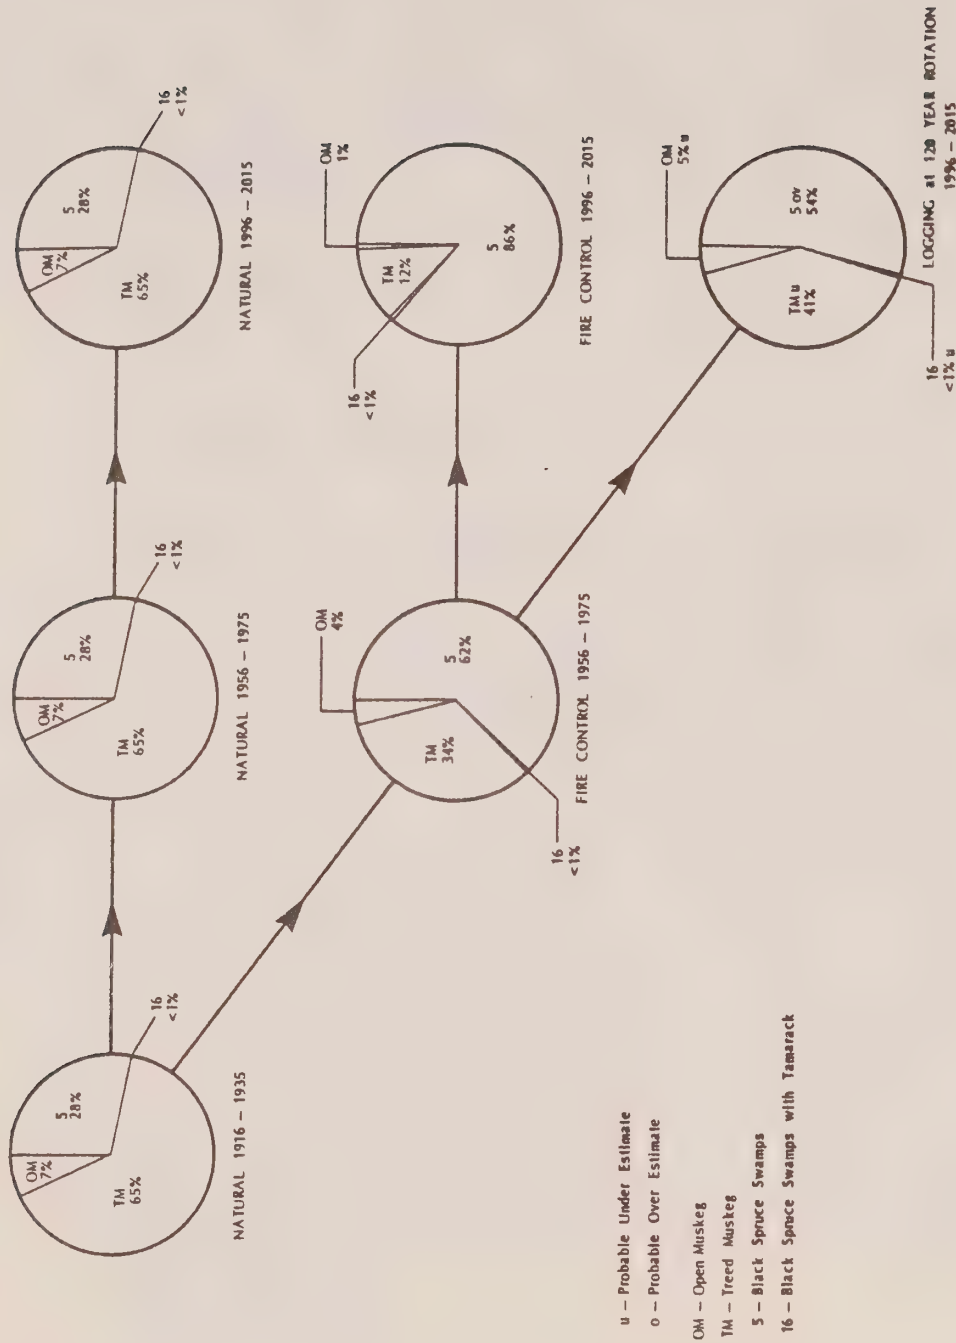 OM
7%
5
28%
TM
65%
16
<1%
NATURAL 1916 – 1935
OM
7%
5
28%
TM
65%
16
<1%
NATURAL 1956 – 1975
OM
7%
5
28%
TM
65%
16
<1%
NATURAL 1996 – 2015
OM
4%
5
62%
TM
34%
16
<1%
FIRE CONTROL 1956 – 1975
OM
1%
TM
12%
5
86%
16
<1%
FIRE CONTROL 1996 – 2015
OM
5% u
5 ov
54%
TM u
41%
16
<1% u
LOGGING at 120 YEAR ROTATION
1996 – 2015
u – Probable Under Estimate
o – Probable Over Estimate
OM – Open Muskeg
TM – Treed Muskeg
5 – Black Spruce Swamps
16 – Black Spruce Swamps with Tamarack